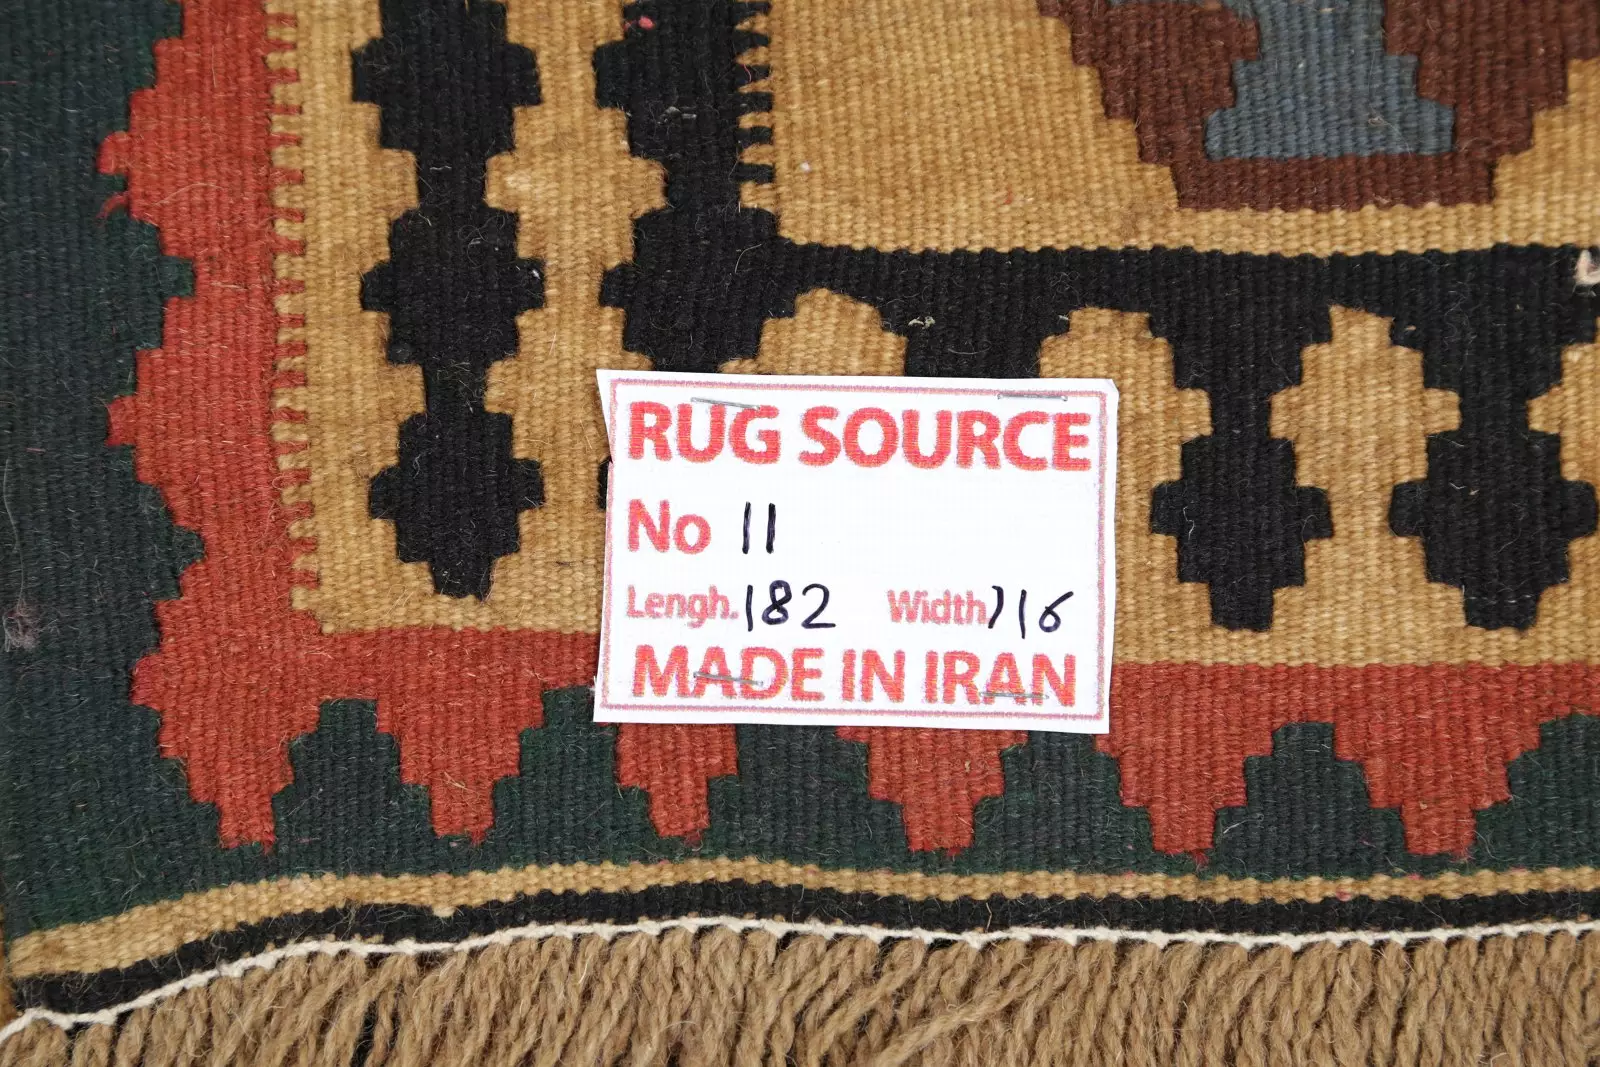 RUG SOURCE
No 11
Lengh. 182 Width 116
MADE IN IRAN